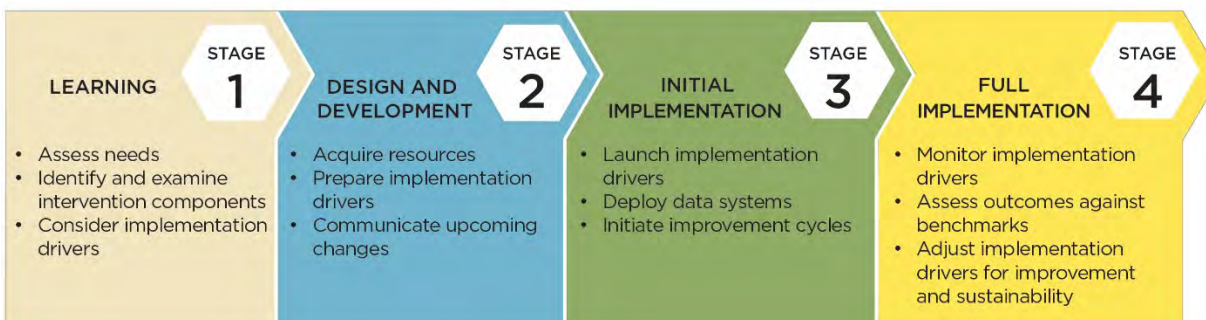 LEARNING
STAGE
1
• Assess needs
• Identify and examine
intervention components
• Consider implementation
drivers
DESIGN AND
DEVELOPMENT
STAGE
2
• Acquire resources
• Prepare implementation
drivers
• Communicate upcoming
changes
INITIAL
IMPLEMENTATION
STAGE
3
• Launch implementation
drivers
• Deploy data systems
• Initiate improvement cycles
FULL
IMPLEMENTATION
STAGE
4
• Monitor implementation
drivers
• Assess outcomes against
benchmarks
• Adjust implementation
drivers for improvement
and sustainability